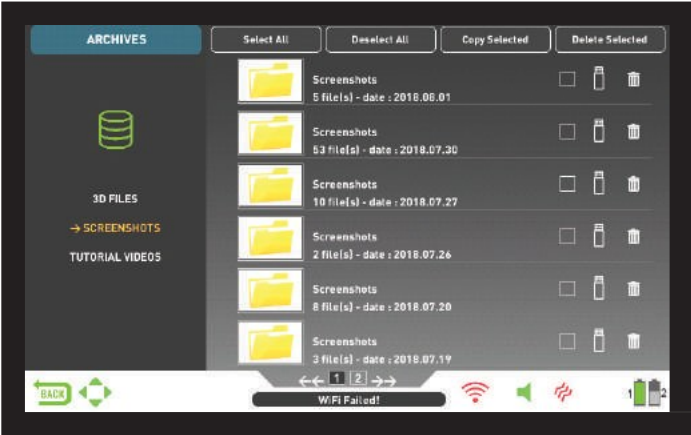 ARCHIVES
Select All
Deselect All
Copy Selected
Delete Selected
Screenshots
5 file(s) - date : 2018.08.01
Screenshots
53 file(s) - date : 2018.07.30
3D FILES
Screenshots
10 file(s) - date : 2018.07.27
→ SCREENSHOTS
TUTORIAL VIDEOS
Screenshots
2 file(s) - date : 2018.07.26
Screenshots
8 file(s) - date : 2018.07.20
Screenshots
3 file(s) - date : 2018.07.19
BACK
←← 1 2 →→
WiFi Failed!
1 2